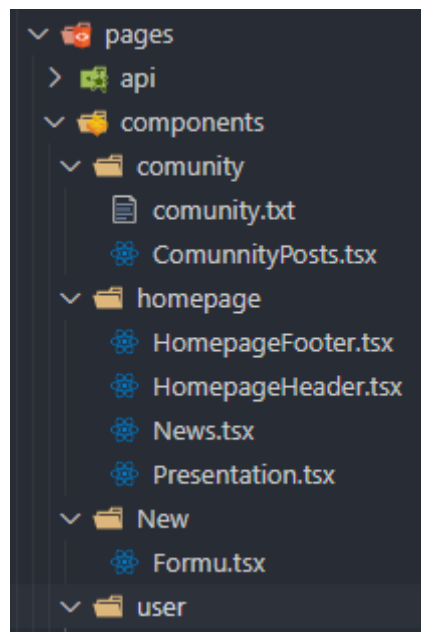 pages
api
components
comunity
comunity.txt
ComunnityPosts.tsx
homepage
HomepageFooter.tsx
HomepageHeader.tsx
News.tsx
Presentation.tsx
New
Formu.tsx
user